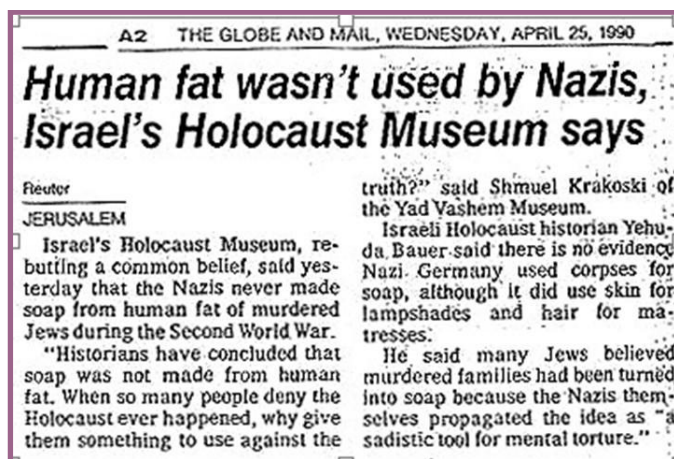 A2 THE GLOBE AND MAIL, WEDNESDAY, APRIL 25, 1990
Human fat wasn't used by Nazis,
Israel's Holocaust Museum says
Reuter
JERUSALEM
Israel's Holocaust Museum, re-
butting a common belief, said yes-
terday that the Nazis never made
soap from human fat of murdered
Jews during the Second World War.
"Historians have concluded that
soap was not made from human
fat. When so many people deny the
Holocaust ever happened, why give
them something to use against the
truth?" said Shmuel Krakoski of
the Yad Vashem Museum.
Israeli Holocaust historian Yehu-
da Bauer said there is no evidence
Nazi Germany used corpses for
soap, although it did use skin for
lampshades and hair for ma-
tresses.
He said many Jews believed
murdered families had been turned
into soap because the Nazis them-
selves propagated the idea as "a
sadistic tool for mental torture."